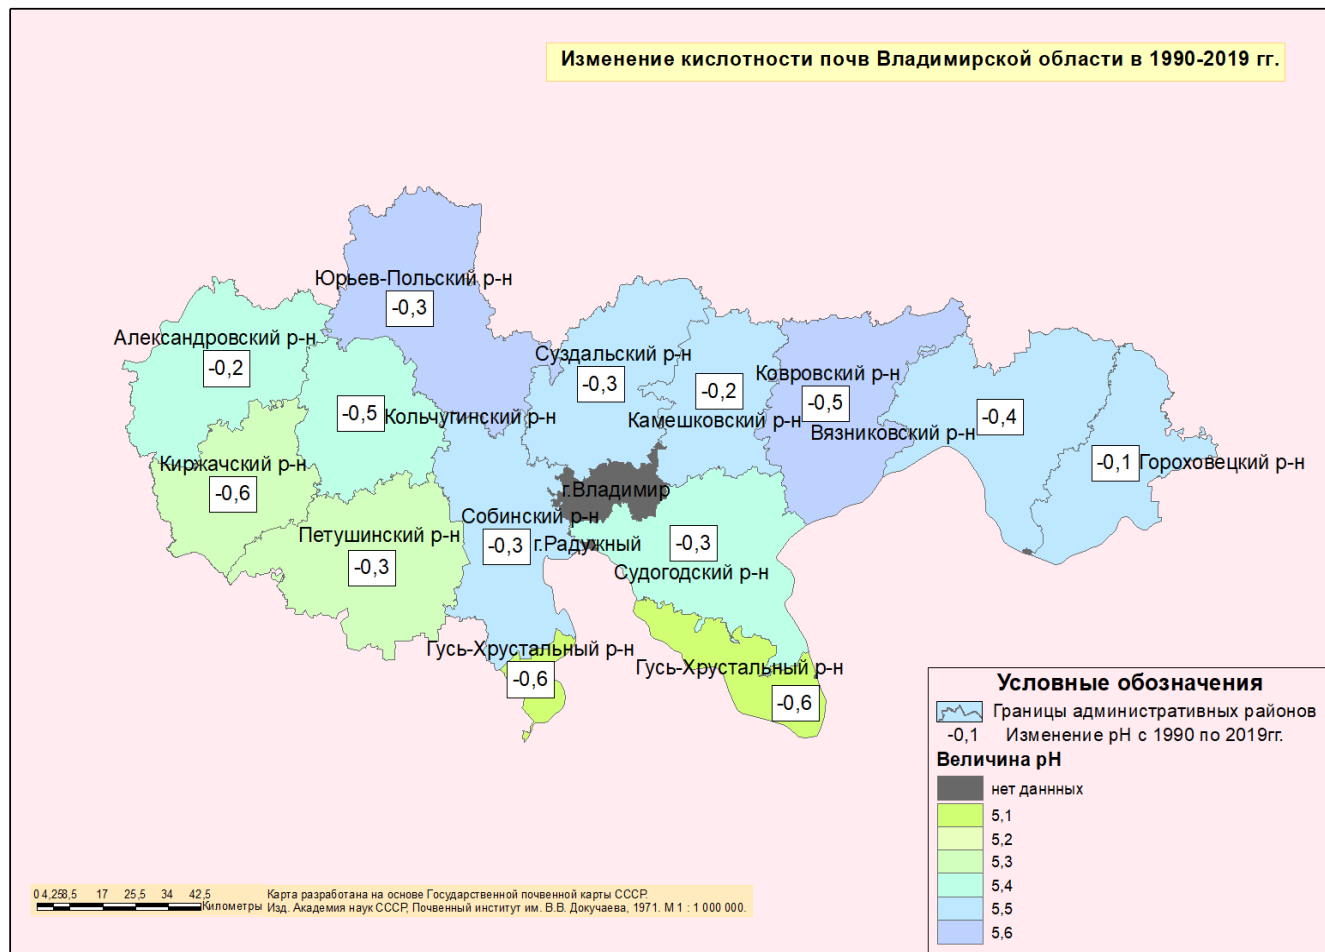 Изменение кислотности почв Владимирской области в 1990-2019 гг.
Юрьев-Польский р-н
-0,3
Александровский р-н
-0,2
Суздальский р-н
-0,3
Ковровский р-н
-0,5
-0,2
Камешковский р-н
-0,5
Кольчугинский р-н
-0,4
Вязниковский р-н
Киржачский р-н
-0,6
-0,1
Гороховецкий р-н
г.Владимир
Собинский р-н
-0,3
г.Радужный
Петушинский р-н
-0,3
-0,3
Судогодский р-н
Гусь-Хрустальный р-н
-0,6
Гусь-Хрустальный р-н
-0,6
Условные обозначения
Границы административных районов
-0,1 Изменение pH с 1990 по 2019гг.
Величина pH
нет даннных
5,1
5,2
5,3
5,4
5,5
5,6
0 4,25 8,5 17 25,5 34 42,5
Километры
Карта разработана на основе Государственной почвенной карты СССР.
Изд. Академия наук СССР, Почвенный институт им. В.В. Докучаева, 1971. М 1 : 1 000 000.